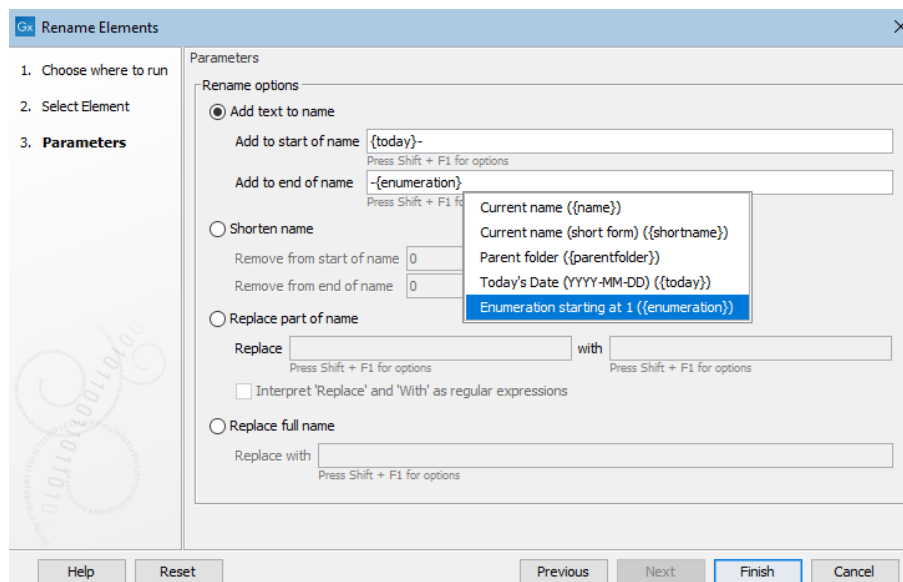 Gx Rename Elements
1. Choose where to run
2. Select Element
3. Parameters
Parameters
Rename options
Add text to name
Add to start of name {today}-
Press Shift + F1 for options
Add to end of name -{enumeration}
Press Shift + F1 fo
Current name ({name})
Current name (short form) ({shortname})
Parent folder ({parentfolder})
Today's Date (YYYY-MM-DD) ({today})
Enumeration starting at 1 ({enumeration})
Shorten name
Remove from start of name 0
Remove from end of name 0
Replace part of name
Replace with
Press Shift + F1 for options Press Shift + F1 for options
Interpret 'Replace' and 'With' as regular expressions
Replace full name
Replace with
Press Shift + F1 for options
Help Reset Previous Next Finish Cancel